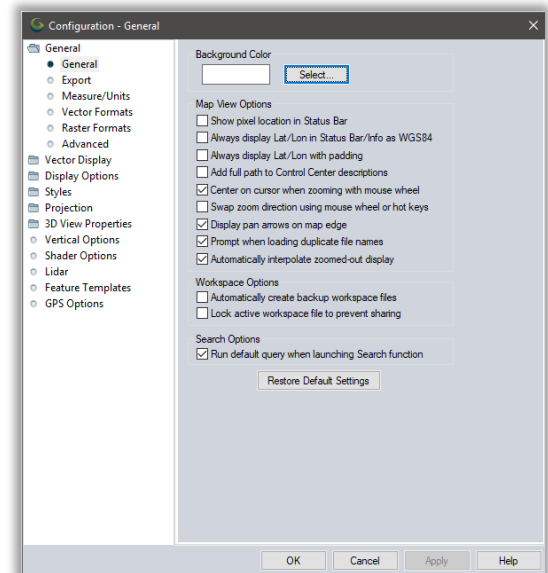 Configuration - General
General
General
Export
Measure/Units
Vector Formats
Raster Formats
Advanced
Vector Display
Display Options
Styles
Projection
3D View Properties
Vertical Options
Shader Options
Lidar
Feature Templates
GPS Options
Background Color
Select...
Map View Options
Show pixel location in Status Bar
Always display Lat/Lon in Status Bar/Info as WGS84
Always display Lat/Lon with padding
Add full path to Control Center descriptions
Center on cursor when zooming with mouse wheel
Swap zoom direction using mouse wheel or hot keys
Display pan arrows on map edge
Prompt when loading duplicate file names
Automatically interpolate zoomed-out display
Workspace Options
Automatically create backup workspace files
Lock active workspace file to prevent sharing
Search Options
Run default query when launching Search function
Restore Default Settings
OK
Cancel
Apply
Help